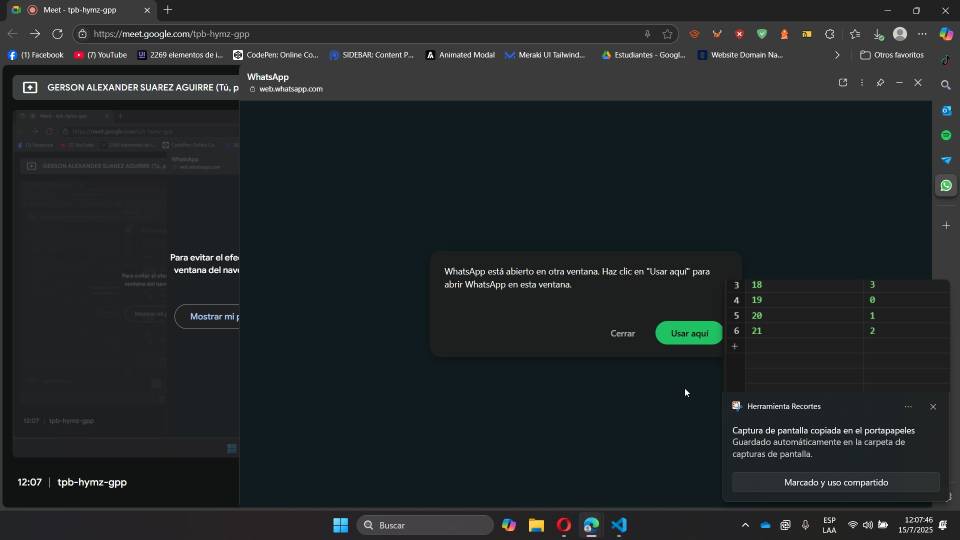 Meet - tpb-hymz-gpp
https://meet.google.com/tpb-hymz-gpp
(1) Facebook
(7) YouTube
2269 elementos de i...
CodePen: Online Co...
SIDEBAR: Content P...
Animated Modal
Meraki UI Tailwind...
Estudiantes - Googl...
Website Domain Na...
Otros favoritos
GERSON ALEXANDER SUAREZ AGUIRRE (Tú, p
WhatsApp
web.whatsapp.com
Para evitar el efe
ventana del nave
Mostrar mi p
WhatsApp está abierto en otra ventana. Haz clic en "Usar aquí" para
abrir WhatsApp en esta ventana.
Cerrar
Usar aquí
3 18 3
4 19 0
5 20 1
6 21 2
+
Herramienta Recortes
Captura de pantalla copiada en el portapapeles
Guardado automáticamente en la carpeta de
capturas de pantalla.
Marcado y uso compartido
12:07 | tpb-hymz-gpp
Buscar
ESP
LAA
12:07:46
15/7/2025